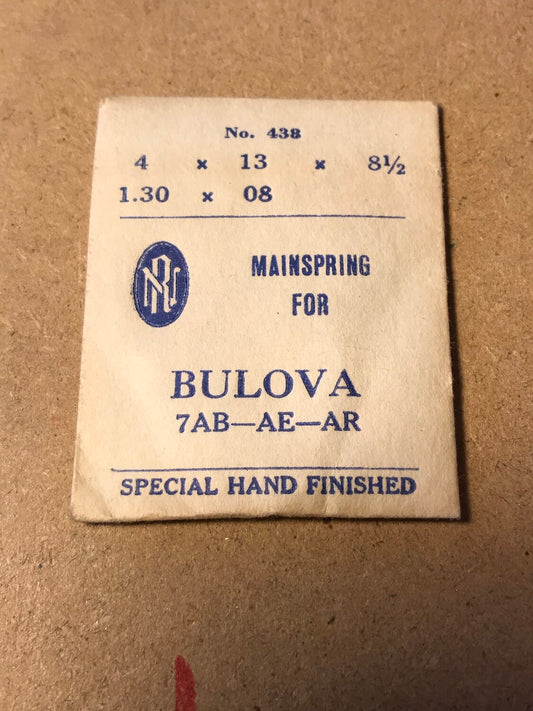 No. 438
4 × 13 × 8½
1.30 × 08
MAINSPRING
FOR
BULOVA
7AB—AE—AR
SPECIAL HAND FINISHED